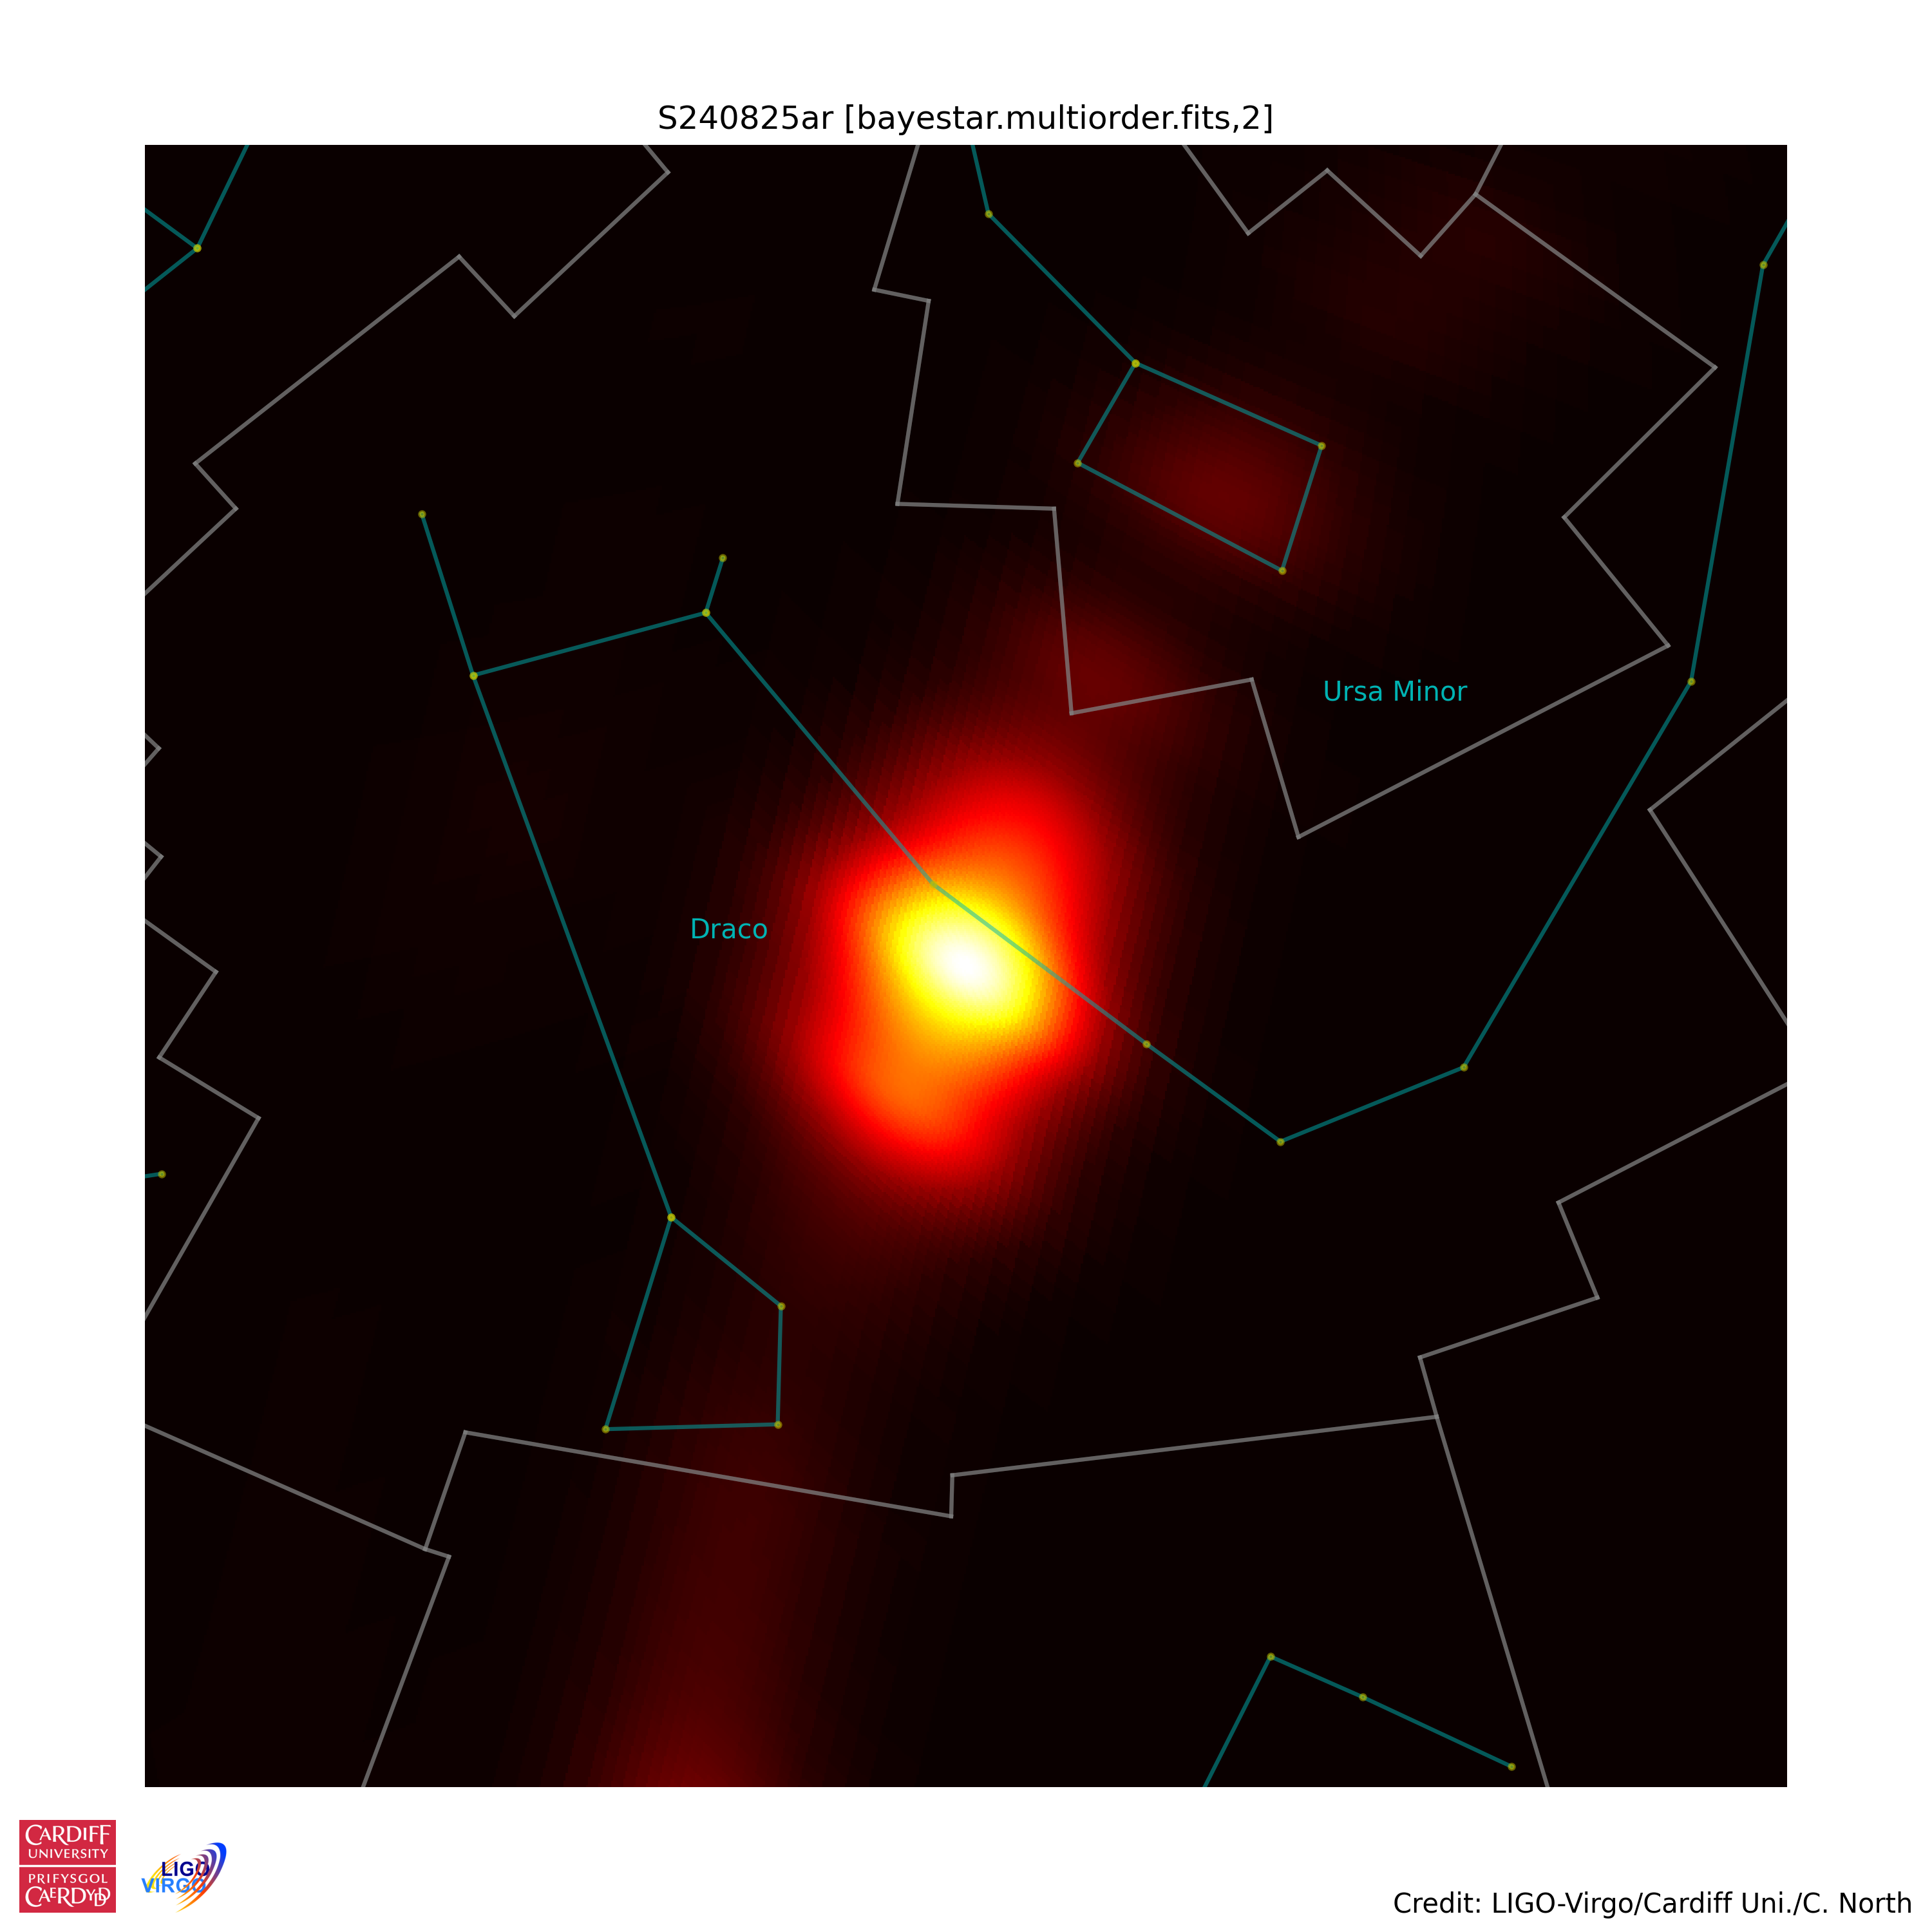 S240825ar [bayestar.multiorder.fits,2]
Ursa Minor
Draco
CARDIFF
UNIVERSITY
PRIFYSGOL
CAERDYDD
LIGO
VIRGO
Credit: LIGO-Virgo/Cardiff Uni./C. North